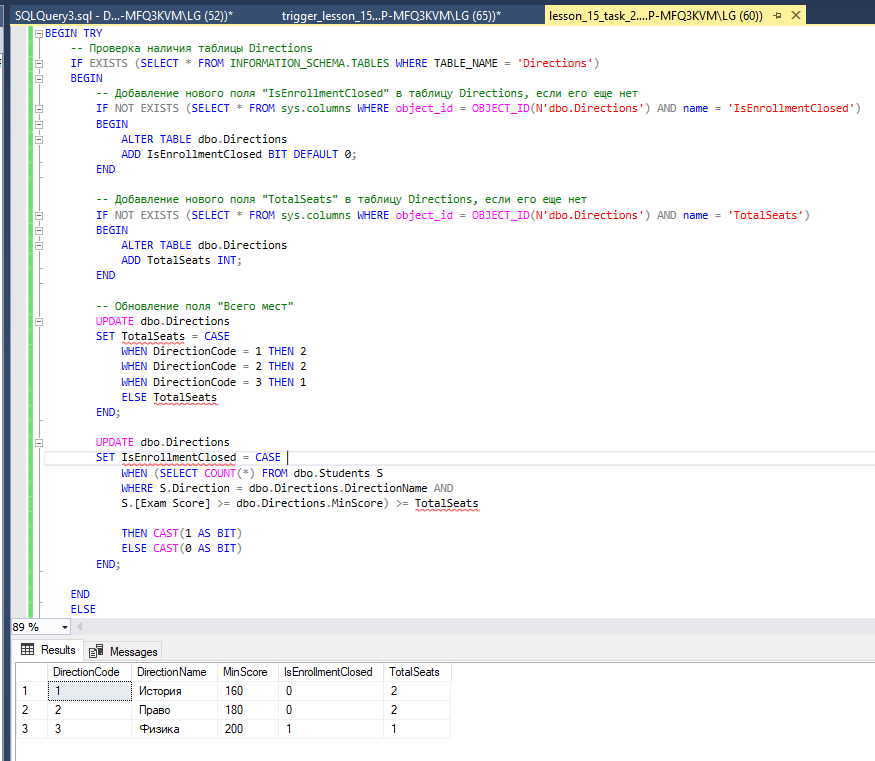 SQLQuery3.sql - D...-MFQ3KVM\LG (52))* trigger_lesson_15...P-MFQ3KVM\LG (65))* lesson_15_task_2....P-MFQ3KVM\LG (60))
BEGIN TRY
-- Проверка наличия таблицы Directions
IF EXISTS (SELECT * FROM INFORMATION_SCHEMA.TABLES WHERE TABLE_NAME = 'Directions')
BEGIN
-- Добавление нового поля "IsEnrollmentClosed" в таблицу Directions, если его еще нет
IF NOT EXISTS (SELECT * FROM sys.columns WHERE object_id = OBJECT_ID(N'dbo.Directions') AND name = 'IsEnrollmentClosed')
BEGIN
ALTER TABLE dbo.Directions
ADD IsEnrollmentClosed BIT DEFAULT 0;
END
-- Добавление нового поля "TotalSeats" в таблицу Directions, если его еще нет
IF NOT EXISTS (SELECT * FROM sys.columns WHERE object_id = OBJECT_ID(N'dbo.Directions') AND name = 'TotalSeats')
BEGIN
ALTER TABLE dbo.Directions
ADD TotalSeats INT;
END
-- Обновление поля "Всего мест"
UPDATE dbo.Directions
SET TotalSeats = CASE
WHEN DirectionCode = 1 THEN 2
WHEN DirectionCode = 2 THEN 2
WHEN DirectionCode = 3 THEN 1
ELSE TotalSeats
END;
UPDATE dbo.Directions
SET IsEnrollmentClosed = CASE
WHEN (SELECT COUNT(*) FROM dbo.Students S
WHERE S.Direction = dbo.Directions.DirectionName AND
S.[Exam Score] >= dbo.Directions.MinScore) >= TotalSeats
THEN CAST(1 AS BIT)
ELSE CAST(0 AS BIT)
END;
END
ELSE
89 %
Results Messages
DirectionCode DirectionName MinScore IsEnrollmentClosed TotalSeats
1 1 История 160 0 2
2 2 Право 180 0 2
3 3 Физика 200 1 1